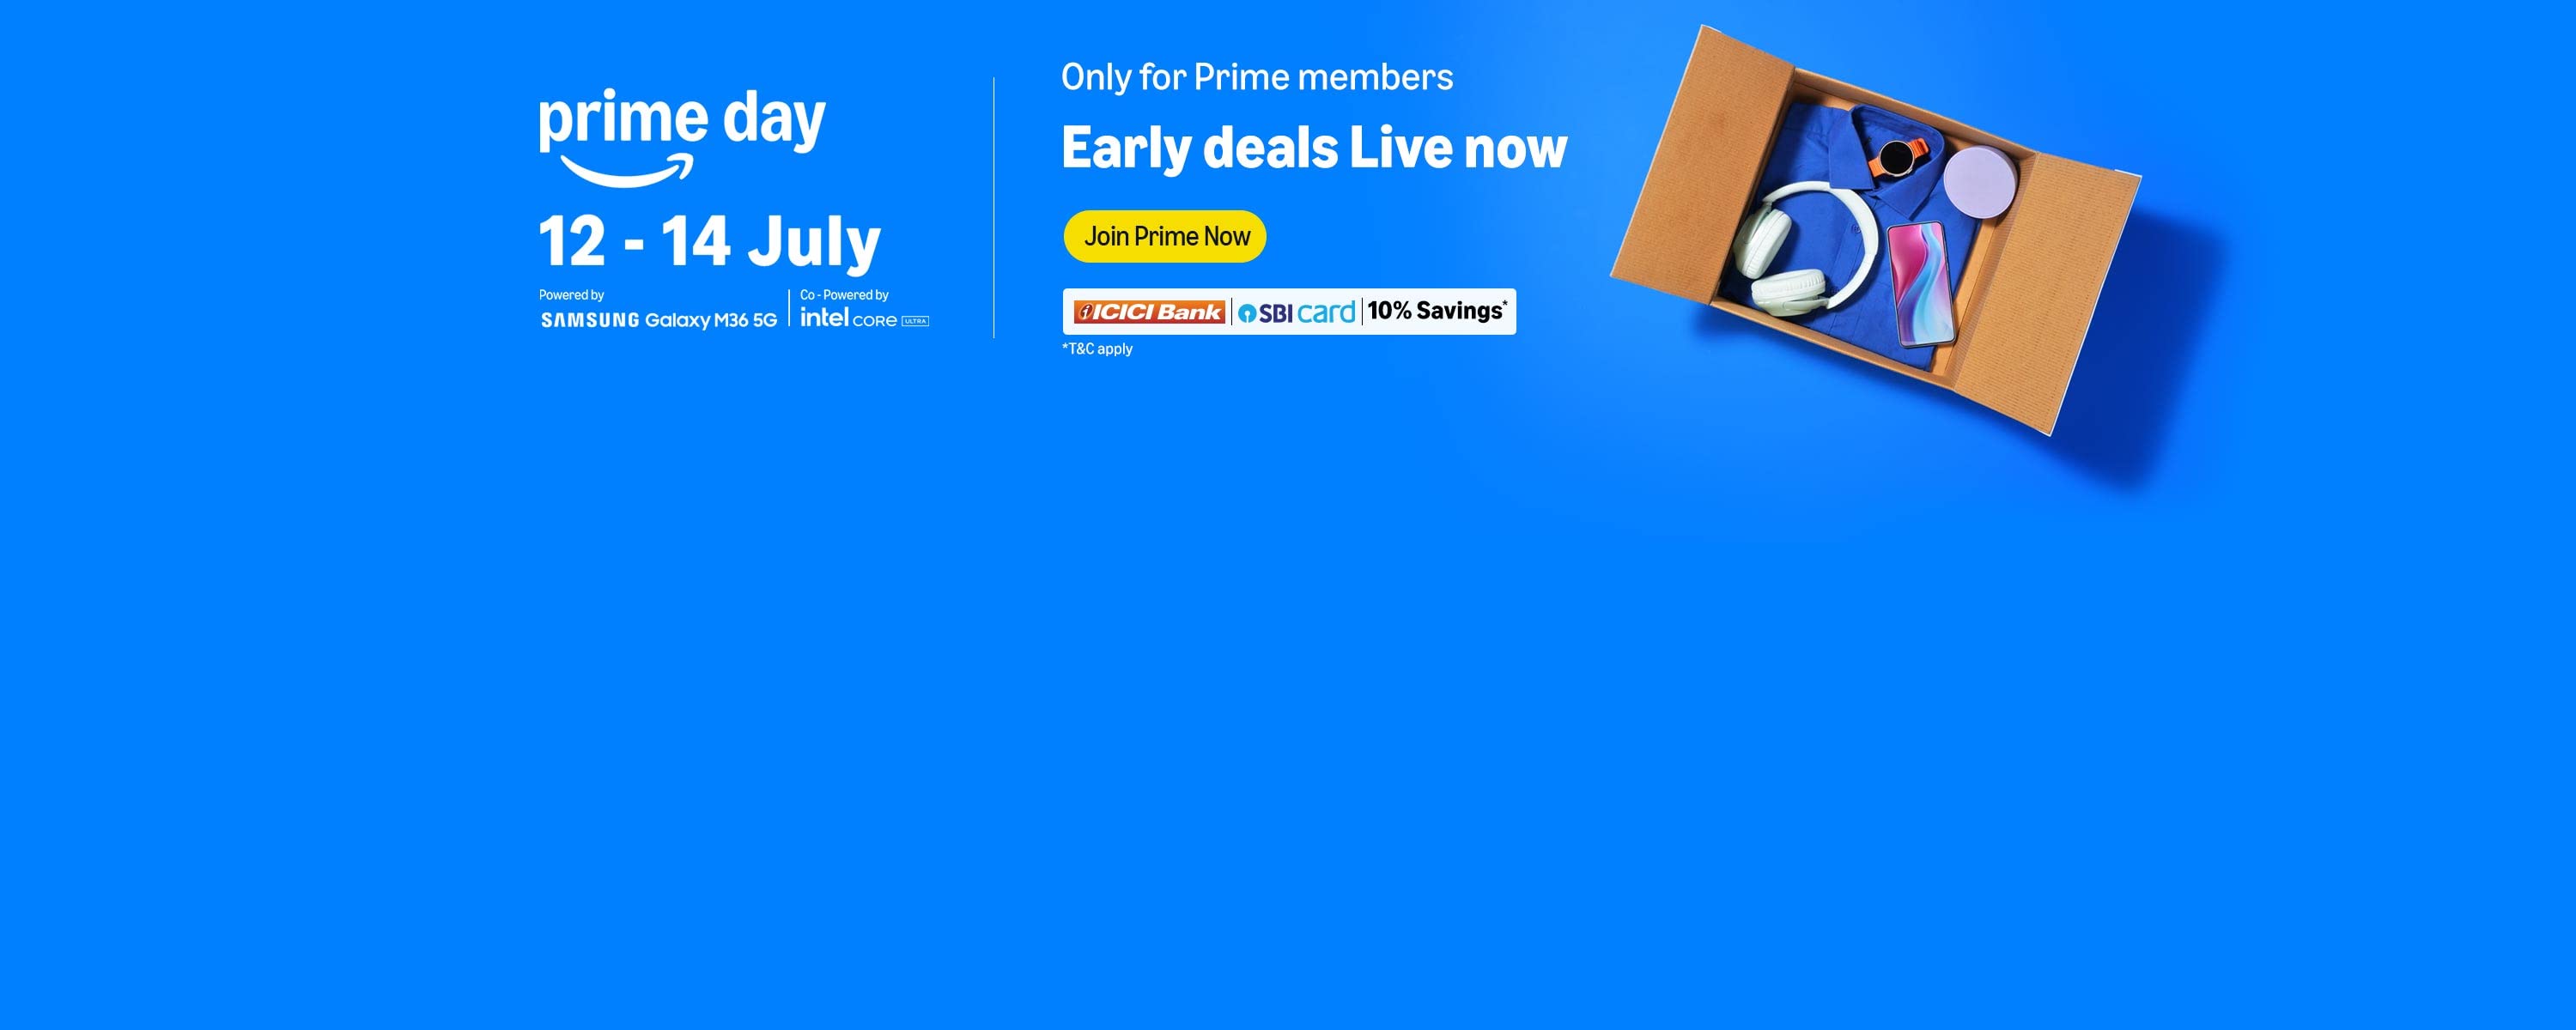 prime day
12 - 14 July
Powered by
SAMSUNG Galaxy M36 5G
Co - Powered by
intel CORE ULTRA
Only for Prime members
Early deals Live now
Join Prime Now
ICICI Bank SBI card 10% Savings*
*T&C apply